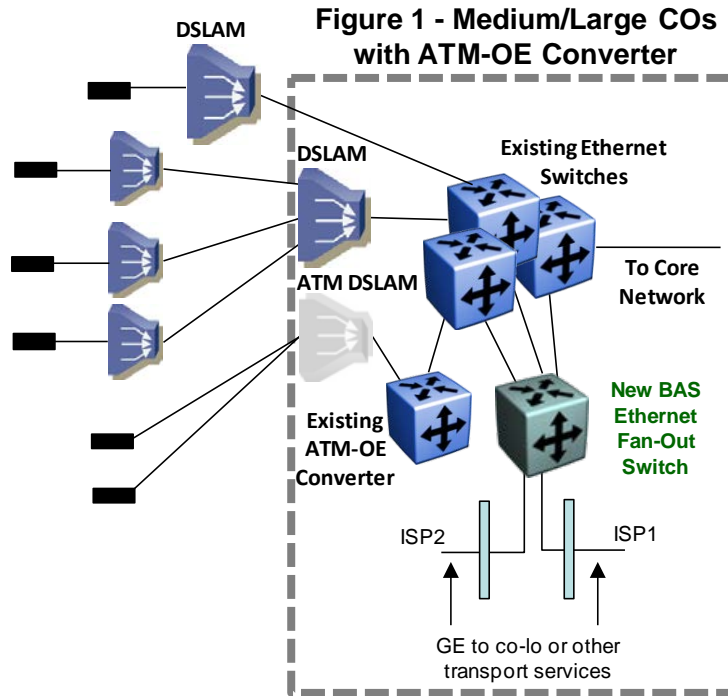 Figure 1 - Medium/Large COs
with ATM-OE Converter
DSLAM
DSLAM
Existing Ethernet
Switches
ATM DSLAM
To Core
Network
Existing
ATM-OE
Converter
New BAS
Ethernet
Fan-Out
Switch
ISP2
ISP1
GE to co-lo or other
transport services